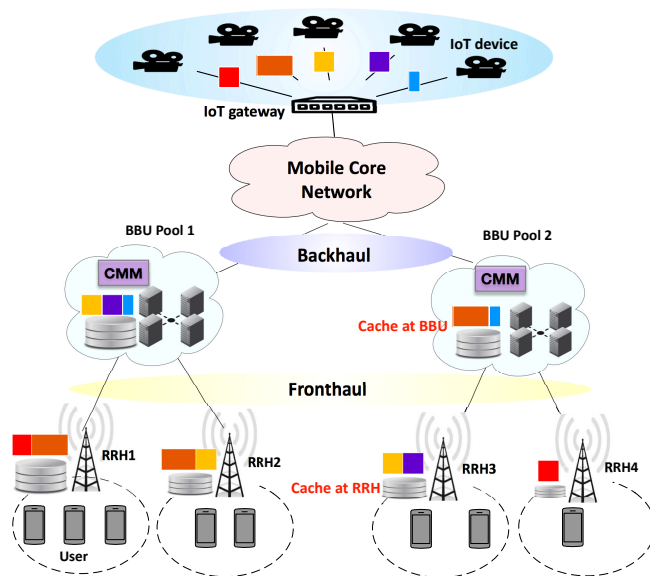 IoT device
IoT gateway
Mobile Core
Network
BBU Pool 1
BBU Pool 2
Backhaul
CMM
CMM
Cache at BBU
Fronthaul
RRH1
RRH2
RRH3
RRH4
Cache at RRH
User